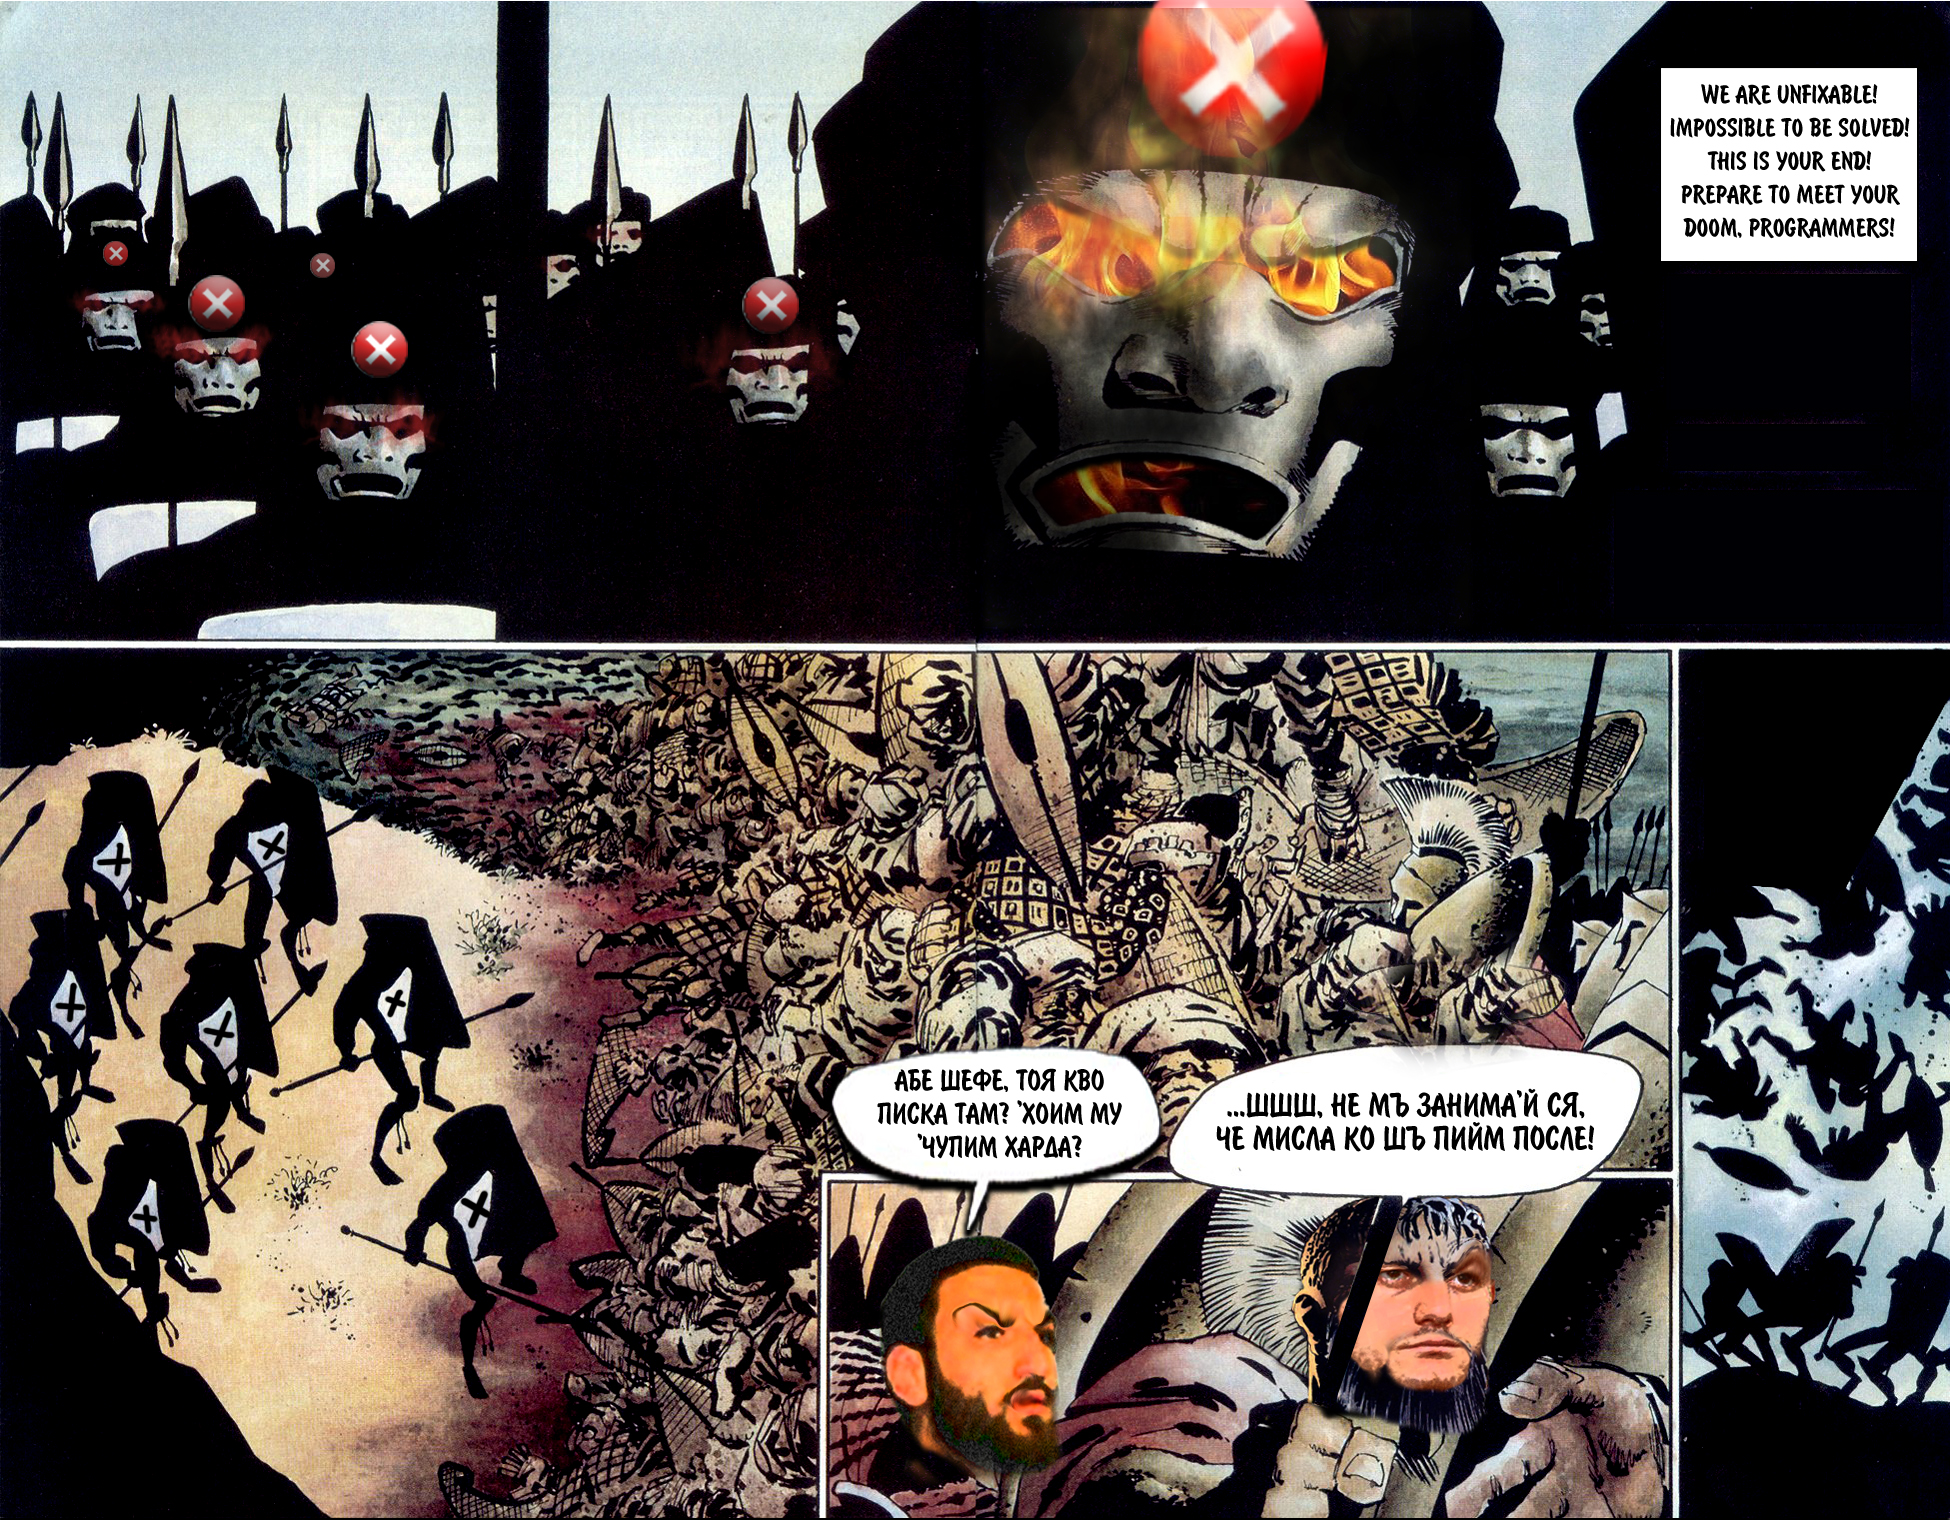 WE ARE UNFIXABLE!
IMPOSSIBLE TO BE SOLVED!
THIS IS YOUR END!
PREPARE TO MEET YOUR
DOOM, PROGRAMMERS!
АБЕ ШЕФЕ, ТОЯ КВО
ПИСКА ТАМ? 'ХОИМ МУ
'ЧУПИМ ХАРДА?
...ШШШ, НЕ МЪ ЗАНИМА'Й СЯ,
ЧЕ МИСЛА КО ШЪ ПИЙМ ПОСЛЕ!